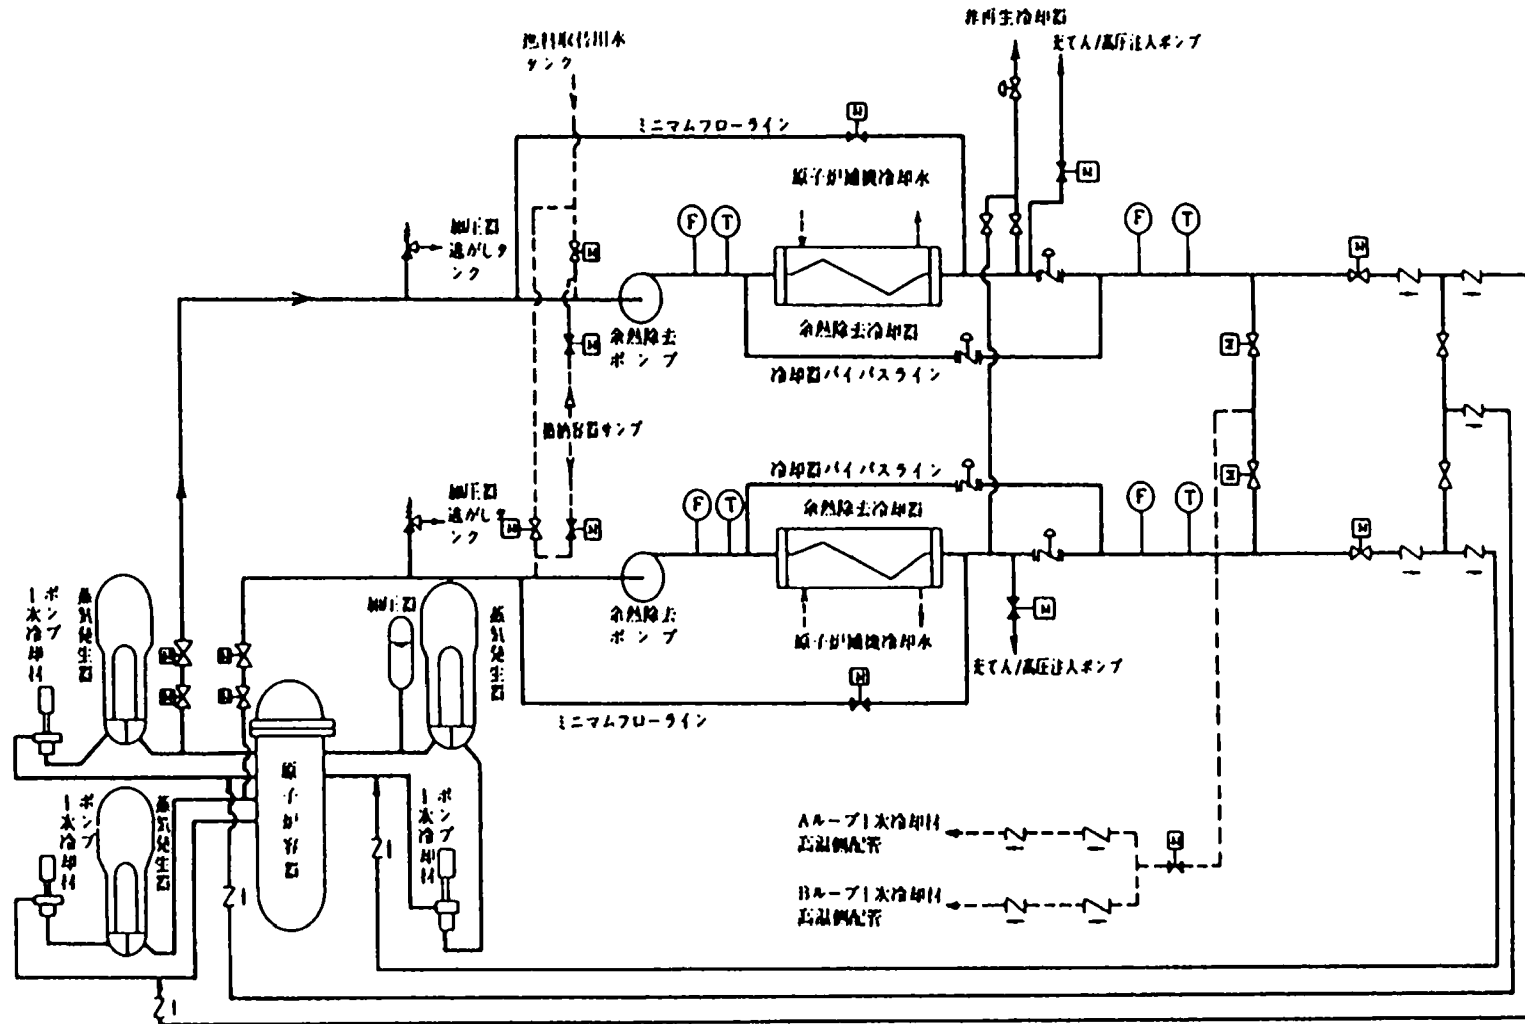 非再生冷却器
充てん/高圧注入ポンプ
燃料取替用水
タンク
ミニマムフローライン
M
原子炉補機冷却水
M
加圧器
逃がしタ
ンク
F
T
M
F
T
M
余熱除去
ポンプ
余熱除去冷却器
M
M
冷却器バイパスライン
格納容器サンプ
冷却器バイパスライン
M
加圧器
逃がしタ
ンク
M
M
F
T
余熱除去冷却器
F
T
M
余熱除去
ポンプ
原子炉補機冷却水
M
充てん/高圧注入ポンプ
M
ミニマムフローライン
1次冷却材
ポンプ
蒸気発生器
M
M
M
M
加圧器
蒸気発生器
原子炉容器
1次冷却材
ポンプ
蒸気発生器
1次冷却材
ポンプ
Aループ1次冷却材
高温側配管
M
Bループ1次冷却材
高温側配管